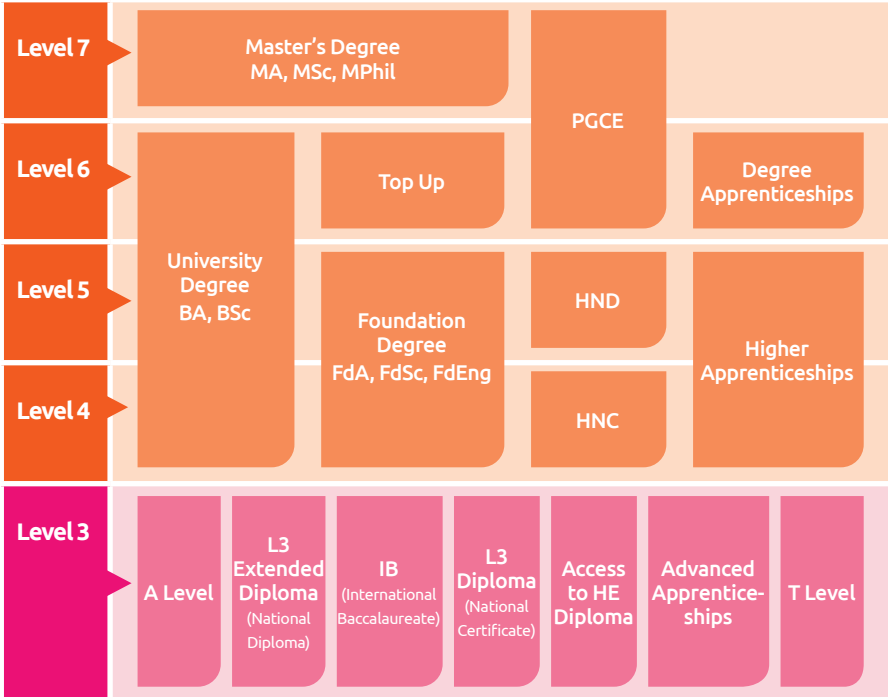 Level 7
Master's Degree
MA, MSc, MPhil
PGCE
Level 6
Top Up
Degree
Apprenticeships
University
Degree
BA, BSc
Level 5
Foundation
Degree
FdA, FdSc, FdEng
HND
Higher
Apprenticeships
Level 4
HNC
Level 3
A Level
L3
Extended
Diploma
(National
Diploma)
IB
(International
Baccalaureate)
L3
Diploma
(National
Certificate)
Access
to HE
Diploma
Advanced
Apprentice-
ships
T Level